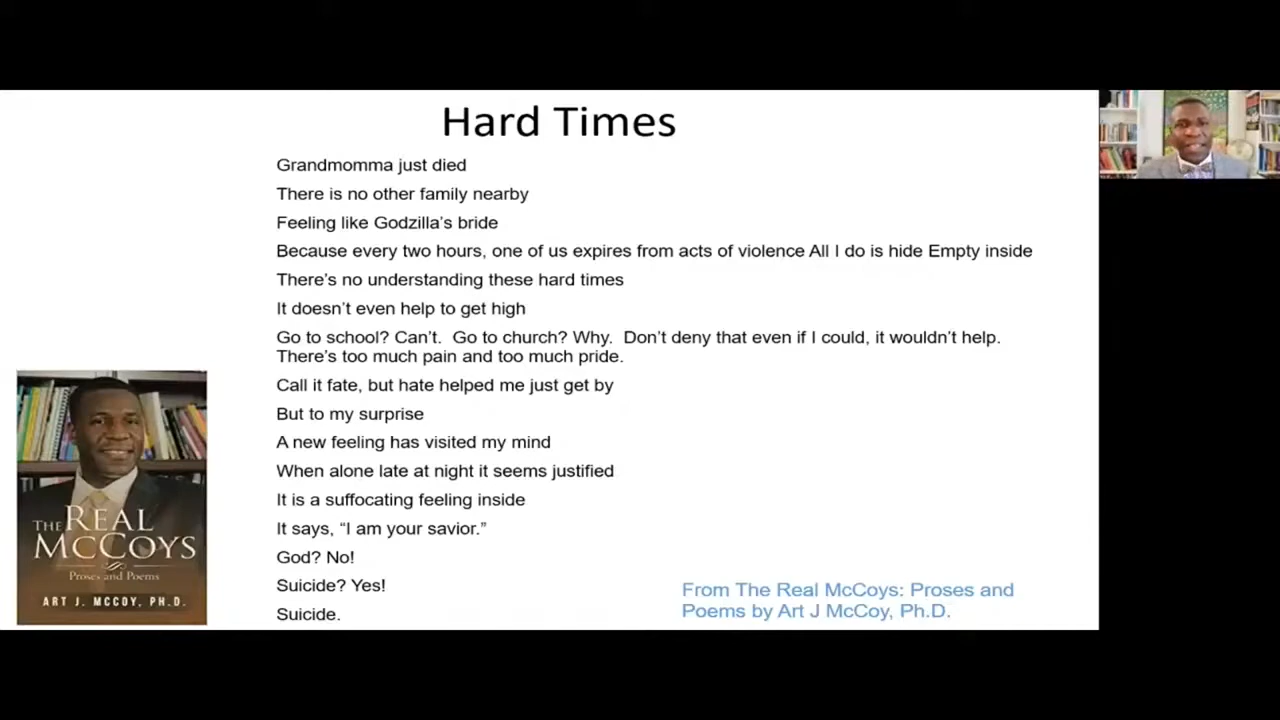 Hard Times
Grandmomma just died
There is no other family nearby
Feeling like Godzilla's bride
Because every two hours, one of us expires from acts of violence All I do is hide Empty inside
There's no understanding these hard times
It doesn't even help to get high
Go to school? Can't.  Go to church? Why.  Don't deny that even if I could, it wouldn't help.
There's too much pain and too much pride.
Call it fate, but hate helped me just get by
But to my surprise
A new feeling has visited my mind
When alone late at night it seems justified
It is a suffocating feeling inside
It says, “I am your savior.”
God? No!
Suicide? Yes!
Suicide.
THE REAL
MCCOYS
Proses and Poems
ART J. MCCOY, PH.D.
From The Real McCoys: Proses and
Poems by Art J McCoy, Ph.D.